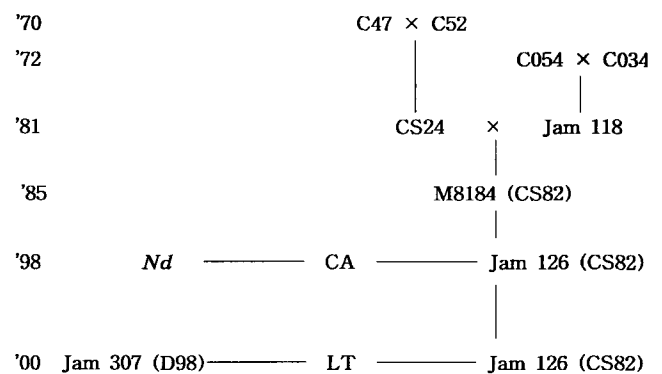 '70 C47 × C52
'72 C054 × C034
'81 CS24 × Jam 118
'85 M8184 (CS82)
'98 Nd CA Jam 126 (CS82)
'00 Jam 307 (D98) LT Jam 126 (CS82)